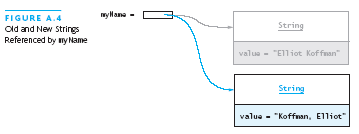 FIGURE A.4
Old and New Strings
Referenced by myName
myName =
String
value = "Elliot Koffman"
String
value = "Koffman, Elliot"